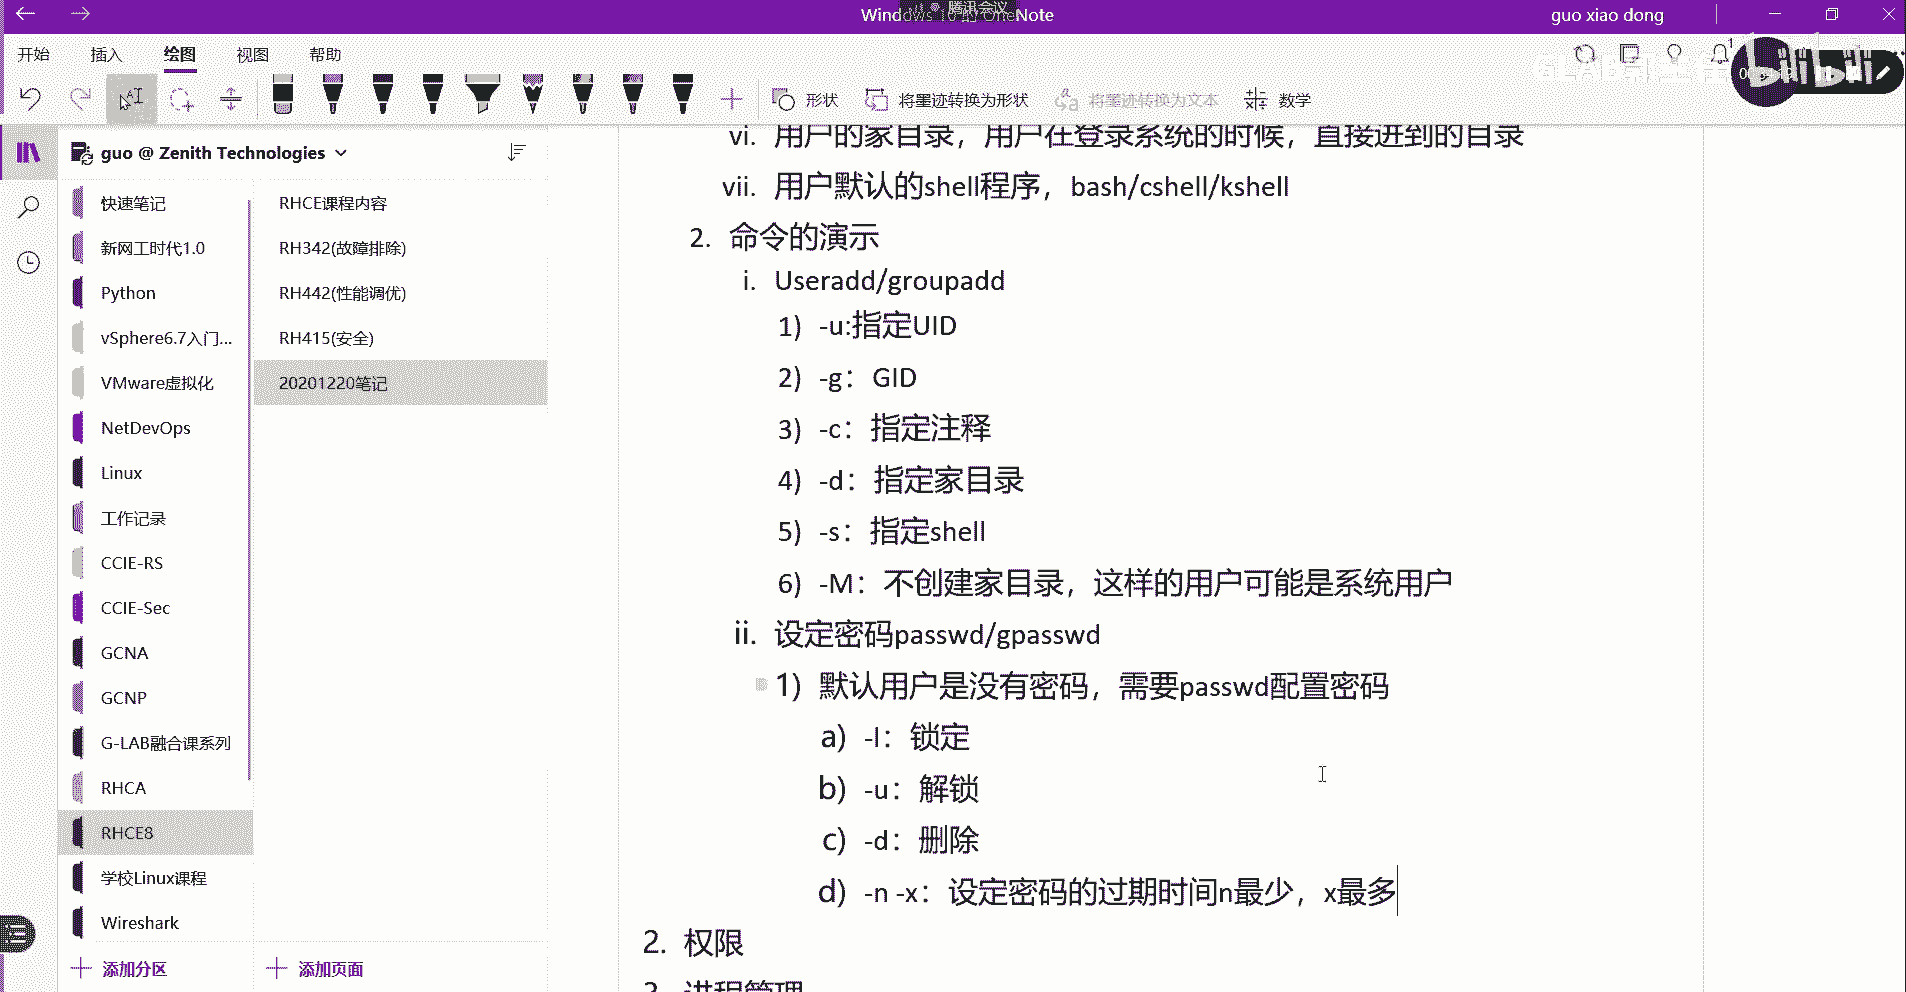 Windows 10 的 OneNote
腾讯会议
guo xiao dong
开始
插入
绘图
视图
帮助
形状
将墨迹转换为形状
将墨迹转换为文本
数学
bilibili
guo @ Zenith Technologies
快速笔记
新网工时代1.0
Python
vSphere6.7入门...
VMware虚拟化
NetDevOps
Linux
工作记录
CCIE-RS
CCIE-Sec
GCNA
GCNP
G-LAB融合课系列
RHCA
RHCE8
学校Linux课程
Wireshark
添加分区
RHCE课程内容
RH342(故障排除)
RH442(性能调优)
RH415(安全)
20201220笔记
添加页面
vi. 用户的家目录，用户在登录系统的时候，直接进到的目录
vii. 用户默认的shell程序，bash/cshell/kshell
2. 命令的演示
i. Useradd/groupadd
1) -u:指定UID
2) -g：GID
3) -c：指定注释
4) -d：指定家目录
5) -s：指定shell
6) -M：不创建家目录，这样的用户可能是系统用户
ii. 设定密码passwd/gpasswd
1) 默认用户是没有密码，需要passwd配置密码
a) -l：锁定
b) -u：解锁
c) -d：删除
d) -n -x：设定密码的过期时间n最少，x最多
2. 权限
3. 进程管理